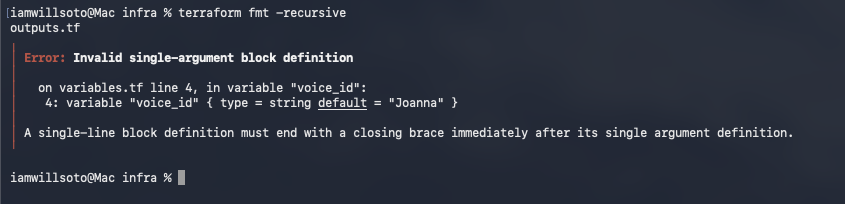 [iamwillsoto@Mac infra % terraform fmt -recursive
outputs.tf
Error: Invalid single-argument block definition
on variables.tf line 4, in variable "voice_id":
4: variable "voice_id" { type = string default = "Joanna" }
A single-line block definition must end with a closing brace immediately after its single argument definition.
iamwillsoto@Mac infra %